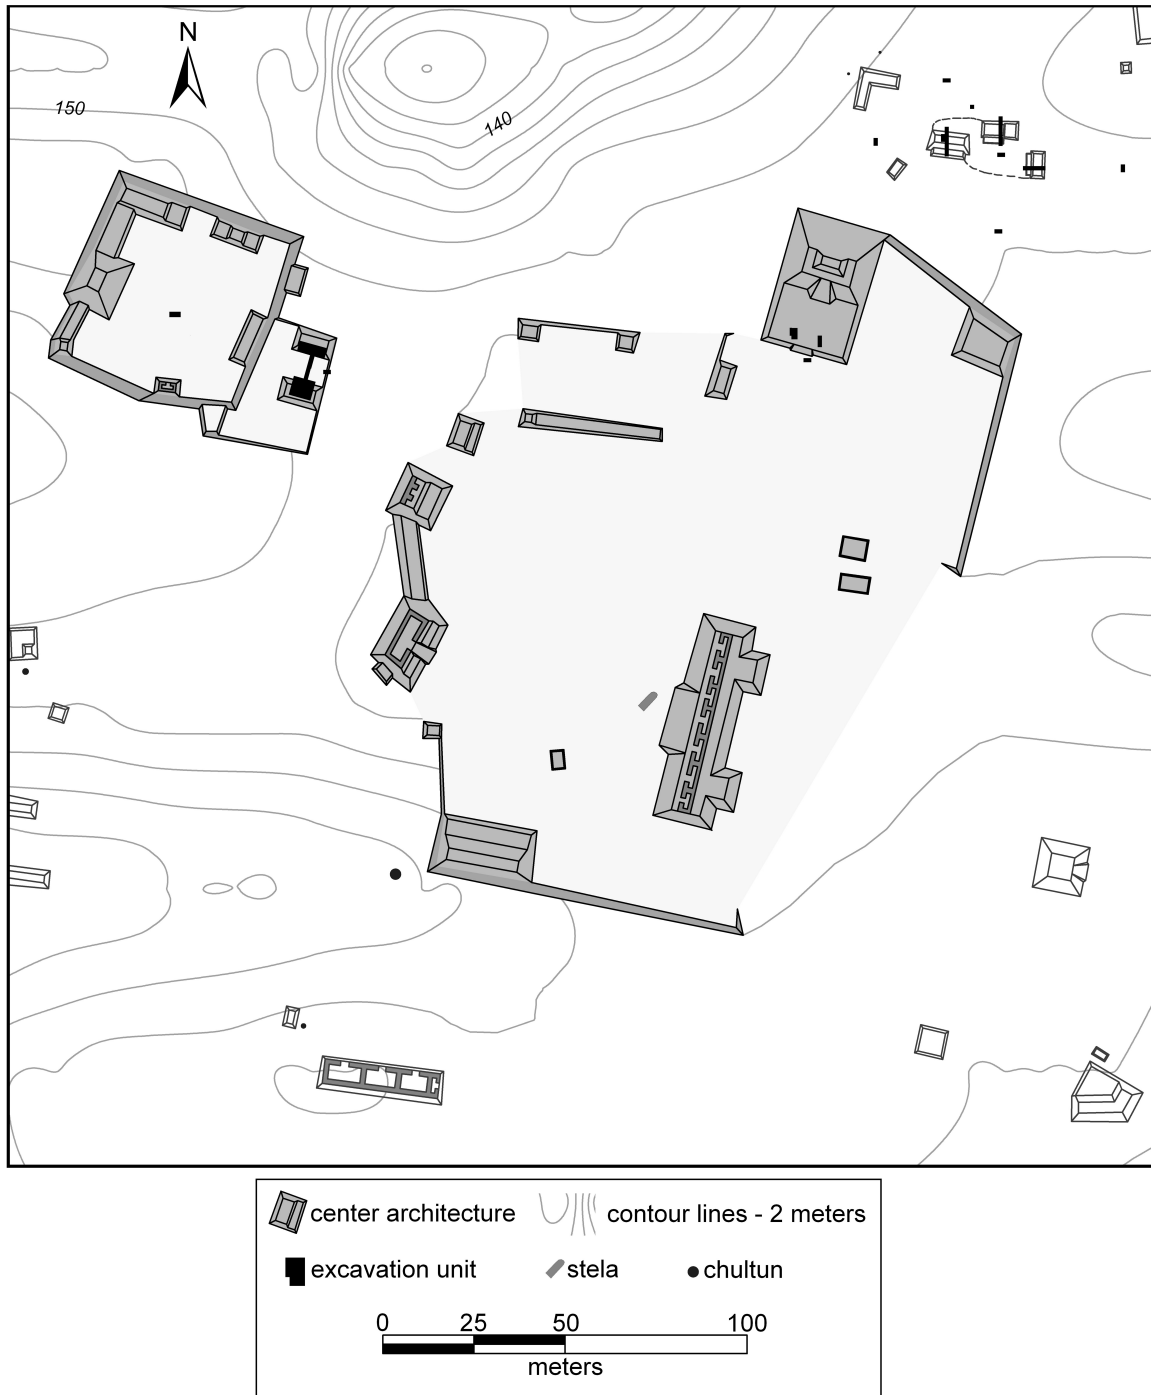 N
150
140
center architecture
contour lines - 2 meters
excavation unit
stela
chultun
0 25 50 100
meters